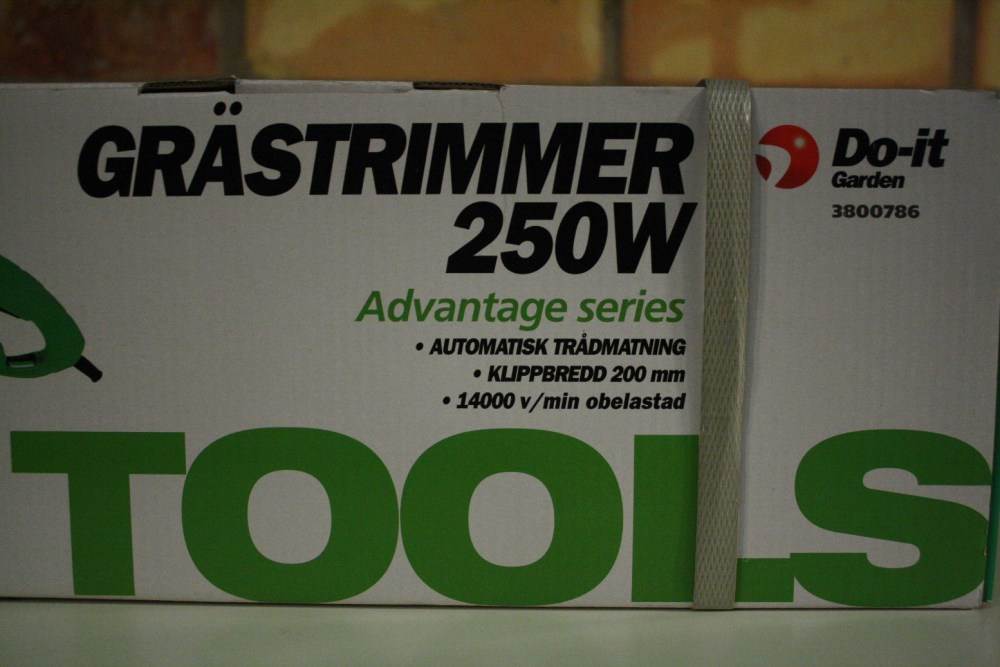 GRÄSTRIMMER
250W
Advantage series
• AUTOMATISK TRÅDMATNING
• KLIPPBREDD 200 mm
• 14000 v/min obelastad
Do-it
Garden
3800786
TOOLS